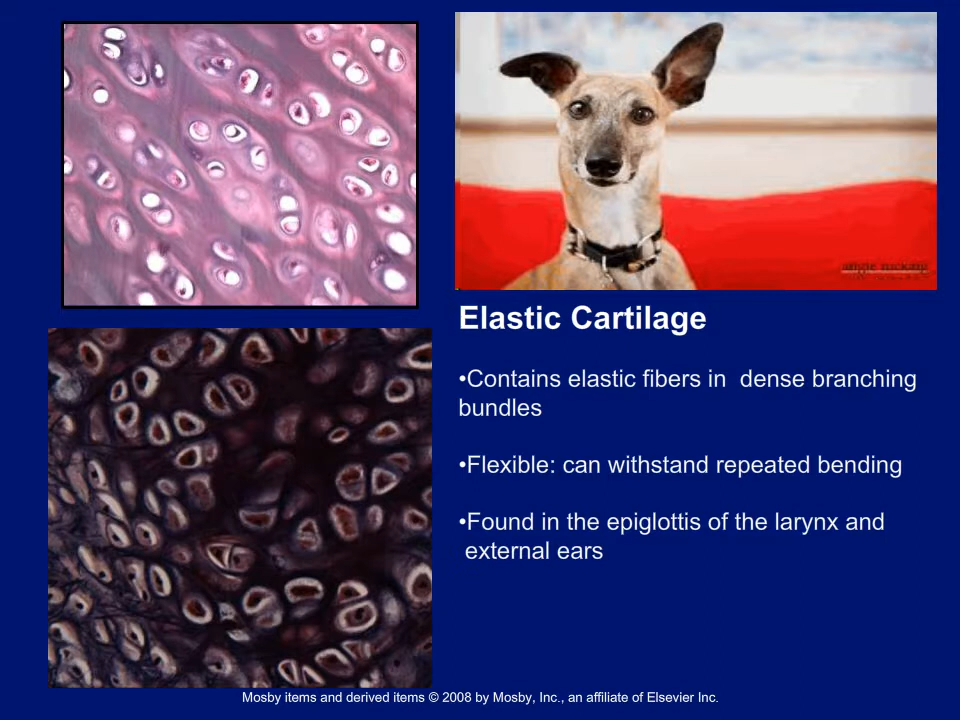 Elastic Cartilage
•Contains elastic fibers in dense branching
bundles
•Flexible: can withstand repeated bending
•Found in the epiglottis of the larynx and
external ears
Mosby items and derived items © 2008 by Mosby, Inc., an affiliate of Elsevier Inc.